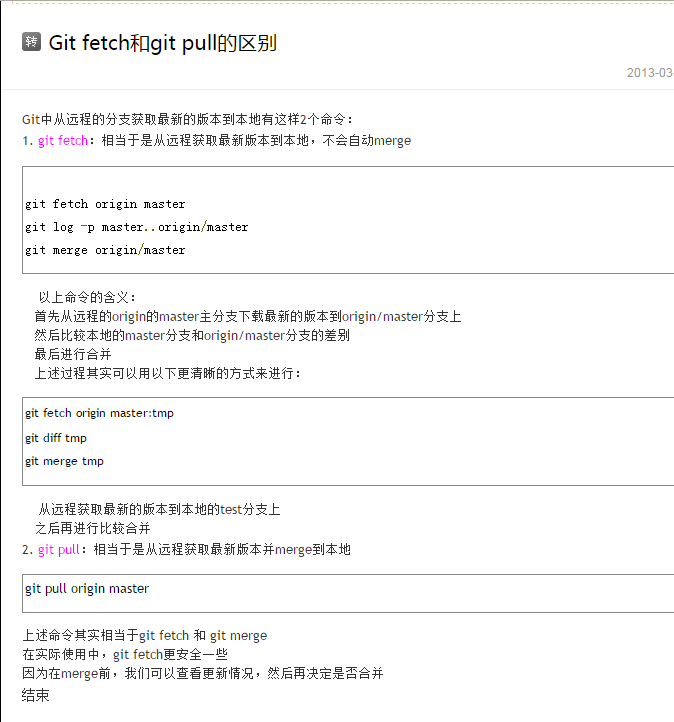 转 Git fetch和git pull的区别
2013-03
Git中从远程的分支获取最新的版本到本地有这样2个命令：
1. git fetch：相当于是从远程获取最新版本到本地，不会自动merge
git fetch origin master
git log -p master..origin/master
git merge origin/master
以上命令的含义：
首先从远程的origin的master主分支下载最新的版本到origin/master分支上
然后比较本地的master分支和origin/master分支的差别
最后进行合并
上述过程其实可以用以下更清晰的方式来进行：
git fetch origin master:tmp
git diff tmp
git merge tmp
从远程获取最新的版本到本地的test分支上
之后再进行比较合并
2. git pull：相当于是从远程获取最新版本并merge到本地
git pull origin master
上述命令其实相当于git fetch 和 git merge
在实际使用中，git fetch更安全一些
因为在merge前，我们可以查看更新情况，然后再决定是否合并
结束